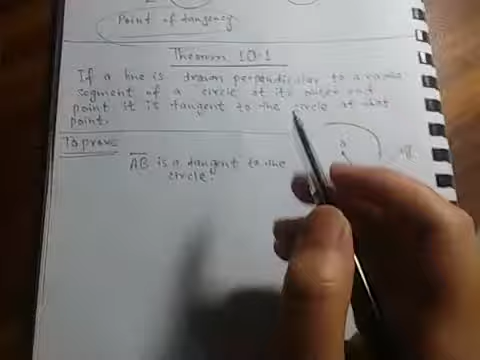 Point of tangency
Theorem 10.1
If a line is drawn perpendicular to a radial
segment of a circle at its outer end
point it is tangent to the circle at that
point.
To prove
AB is a tangent to the
circle.